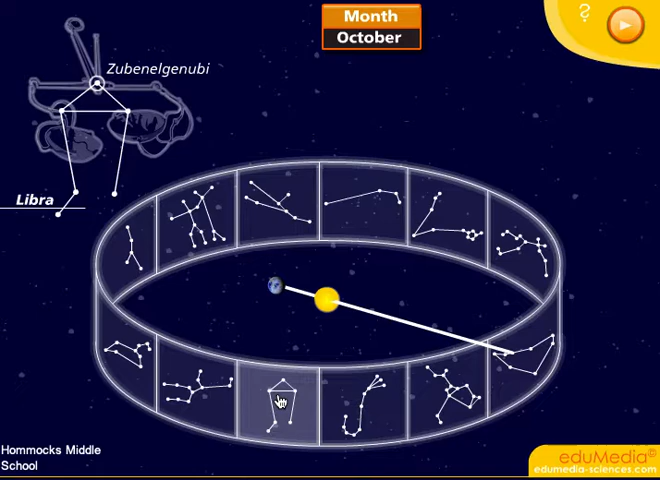 Month
October
?
Zubenelgenubi
Libra
Hommocks Middle
School
eduMedia©
edumedia-sciences.com